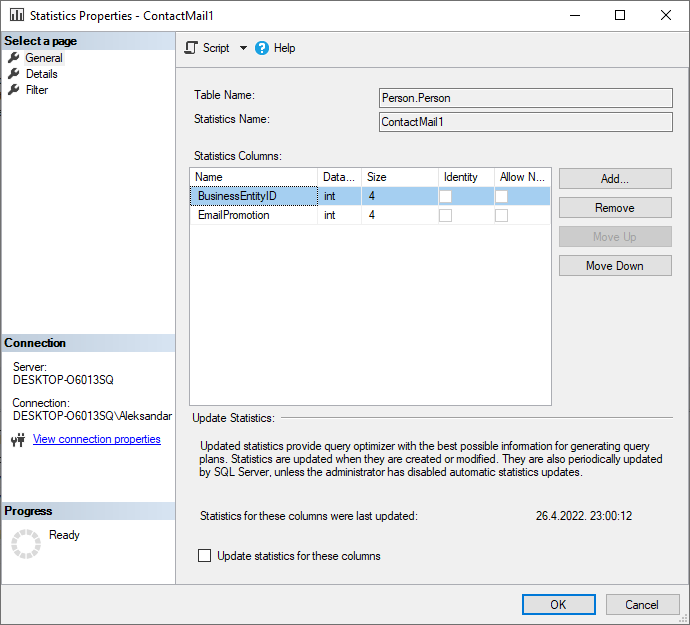 Statistics Properties - ContactMail1
Select a page
General
Details
Filter
Script
Help
Table Name:
Person.Person
Statistics Name:
ContactMail1
Statistics Columns:
Name Data... Size Identity Allow N...
BusinessEntityID int 4
EmailPromotion int 4
Add...
Remove
Move Up
Move Down
Connection
Server:
DESKTOP-O6013SQ
Connection:
DESKTOP-O6013SQ\Aleksandar
View connection properties
Update Statistics:
Updated statistics provide query optimizer with the best possible information for generating query
plans. Statistics are updated when they are created or modified. They are also periodically updated
by SQL Server, unless the administrator has disabled automatic statistics updates.
Progress
Ready
Statistics for these columns were last updated: 26.4.2022. 23:00:12
Update statistics for these columns
OK
Cancel